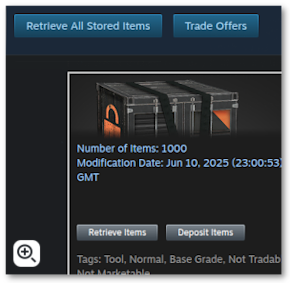 Retrieve All Stored Items
Trade Offers
Number of Items: 1000
Modification Date: Jun 10, 2025 (23:00:53)
GMT
Retrieve Items
Deposit Items
Tags: Tool, Normal, Base Grade, Not Tradab
Not Marketable